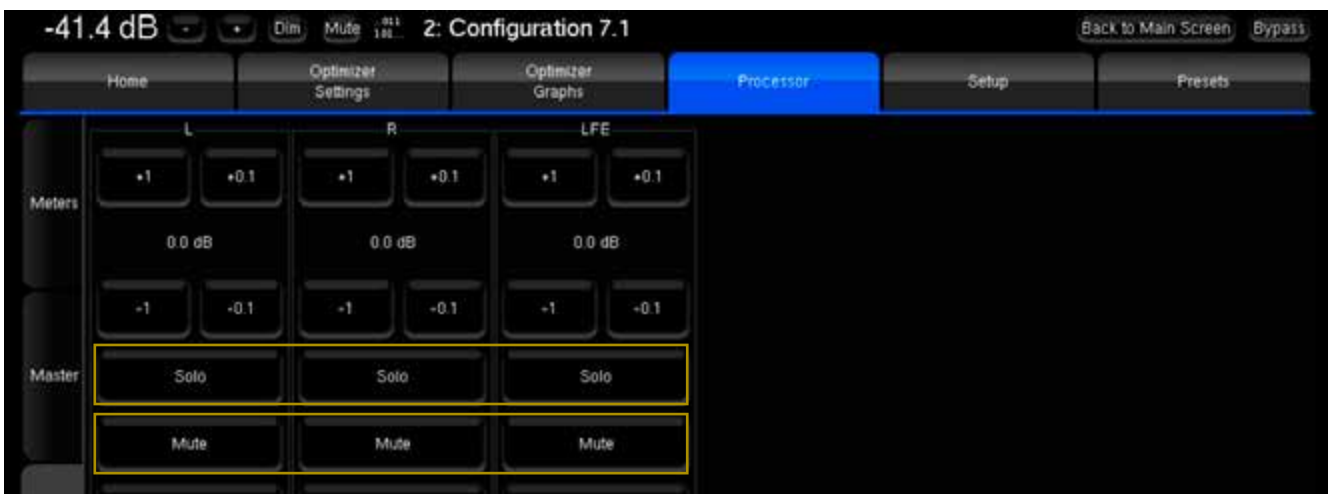 -41.4 dB - + Dim Mute 2: Configuration 7.1 Back to Main Screen Bypass
Home Optimizer Settings Optimizer Graphs Processor Setup Presets
L R LFE
+1 +0.1 +1 +0.1 +1 +0.1
Meters
0.0 dB 0.0 dB 0.0 dB
-1 -0.1 -1 -0.1 -1 -0.1
Master Solo Solo Solo
Mute Mute Mute